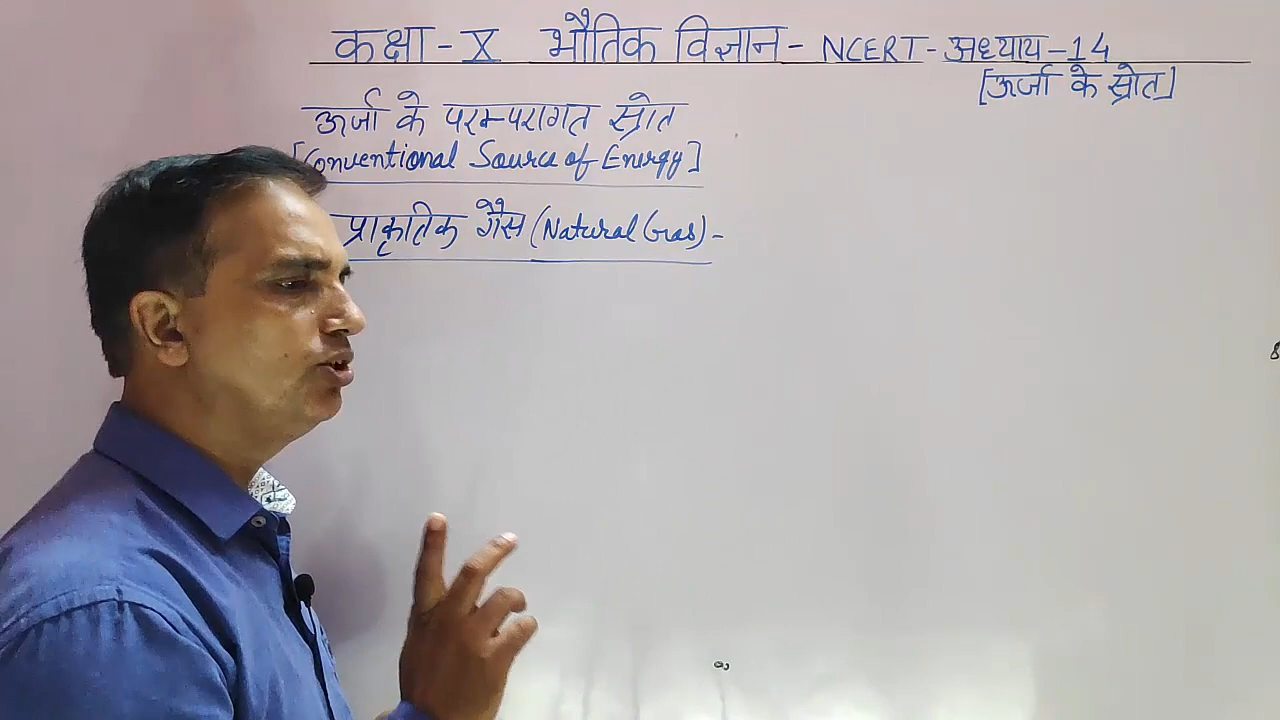 कक्षा - X भौतिक विज्ञान - NCERT - अध्याय - 14
[ऊर्जा के स्रोत]
ऊर्जा के परम्परागत स्रोत
[Conventional Source of Energy]
प्राकृतिक गैस (Natural Gas) -